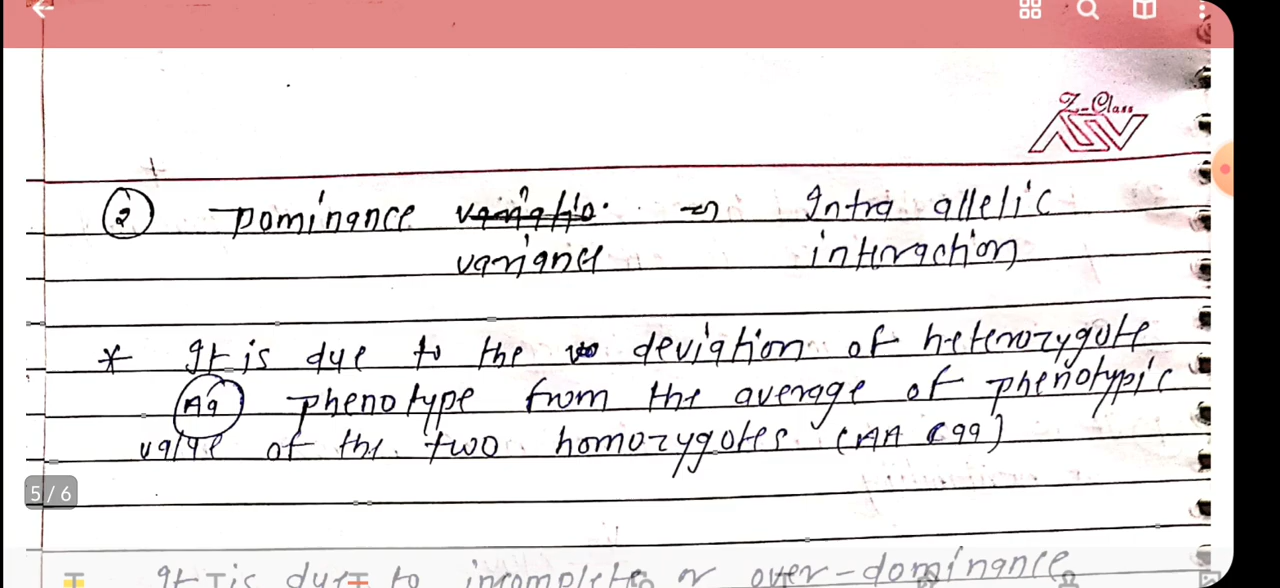 Z-Class
② Dominance variatio. ⇒ Intra allelic
variance interaction
* It is due to the deviation of heterozygote
Aa phenotype from the average of phenotypic
value of the two homozygotes (AA & aa)
5/6
It is due to incomplete or over-dominance